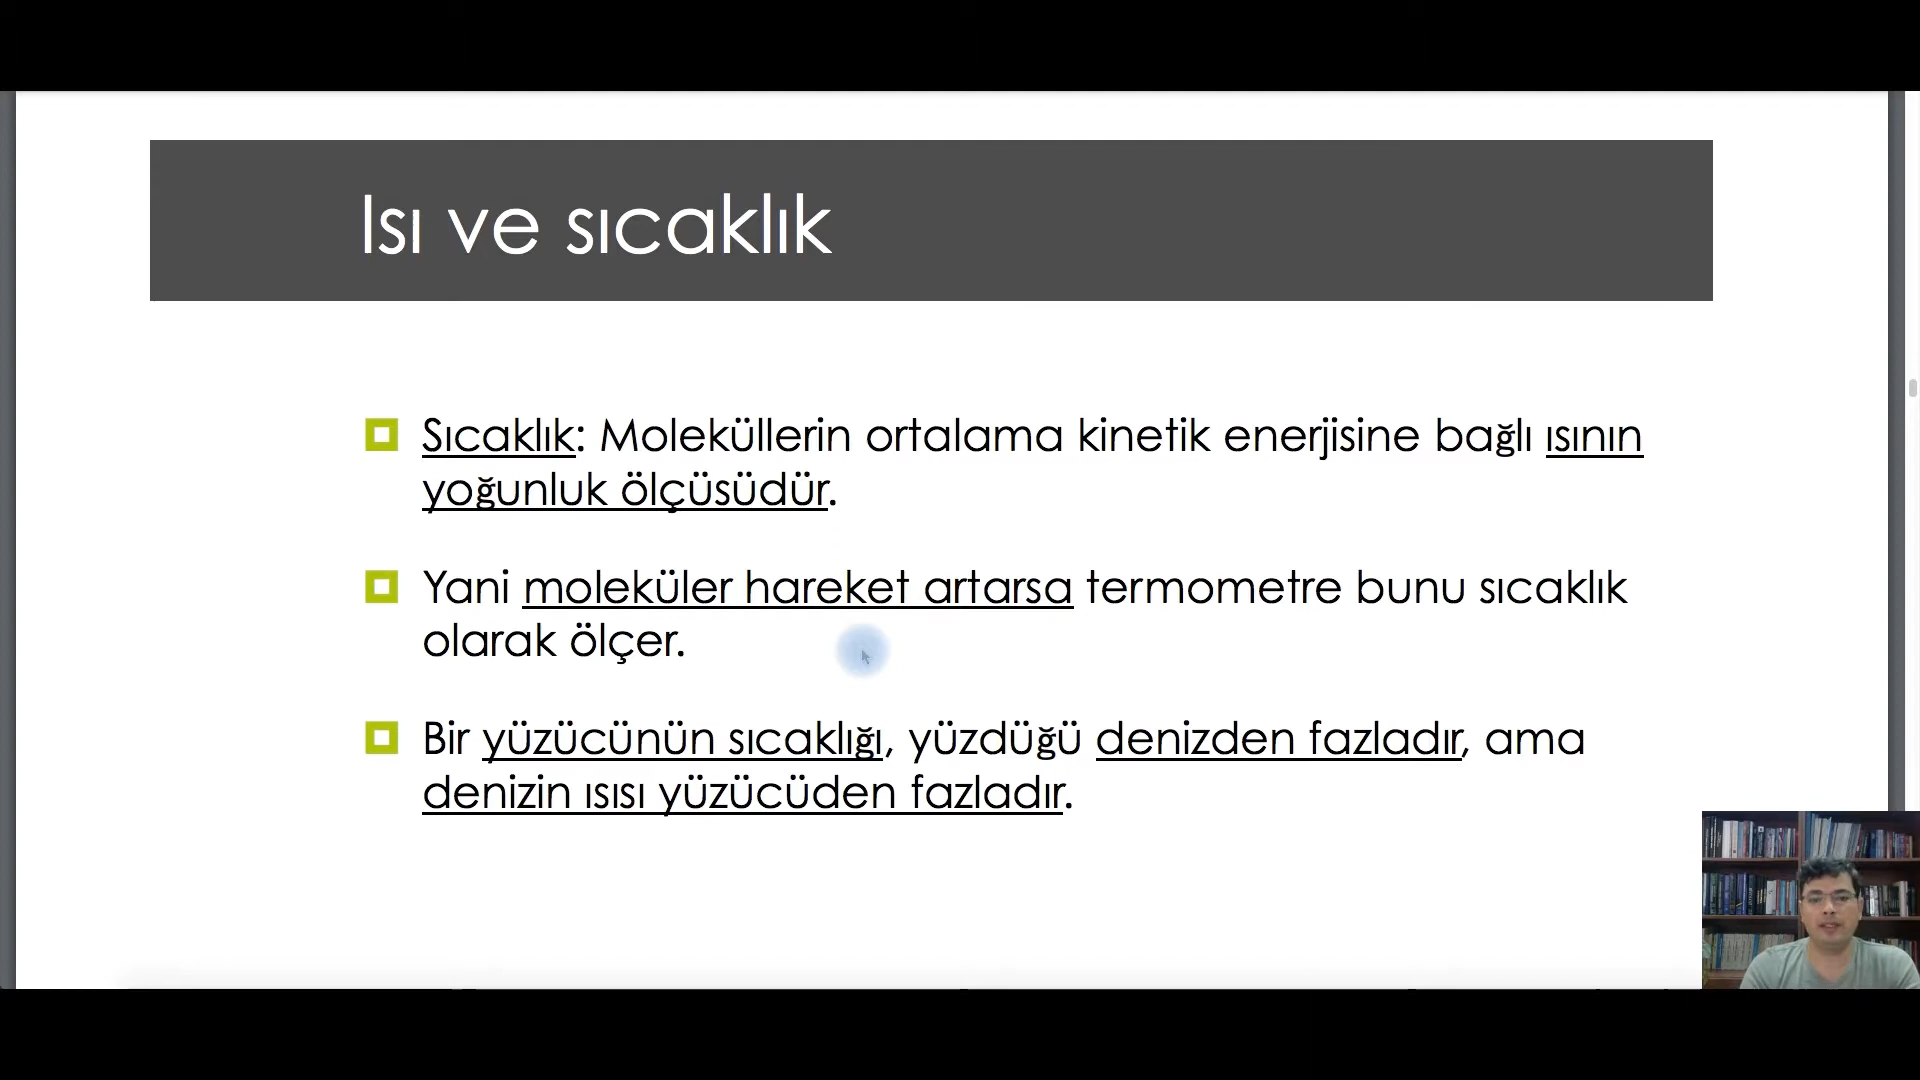 Isı ve sıcaklık
Sıcaklık: Moleküllerin ortalama kinetik enerjisine bağlı ısının
yoğunluk ölçüsüdür.
Yani moleküler hareket artarsa termometre bunu sıcaklık
olarak ölçer.
Bir yüzücünün sıcaklığı, yüzdüğü denizden fazladır, ama
denizin ısısı yüzücüden fazladır.